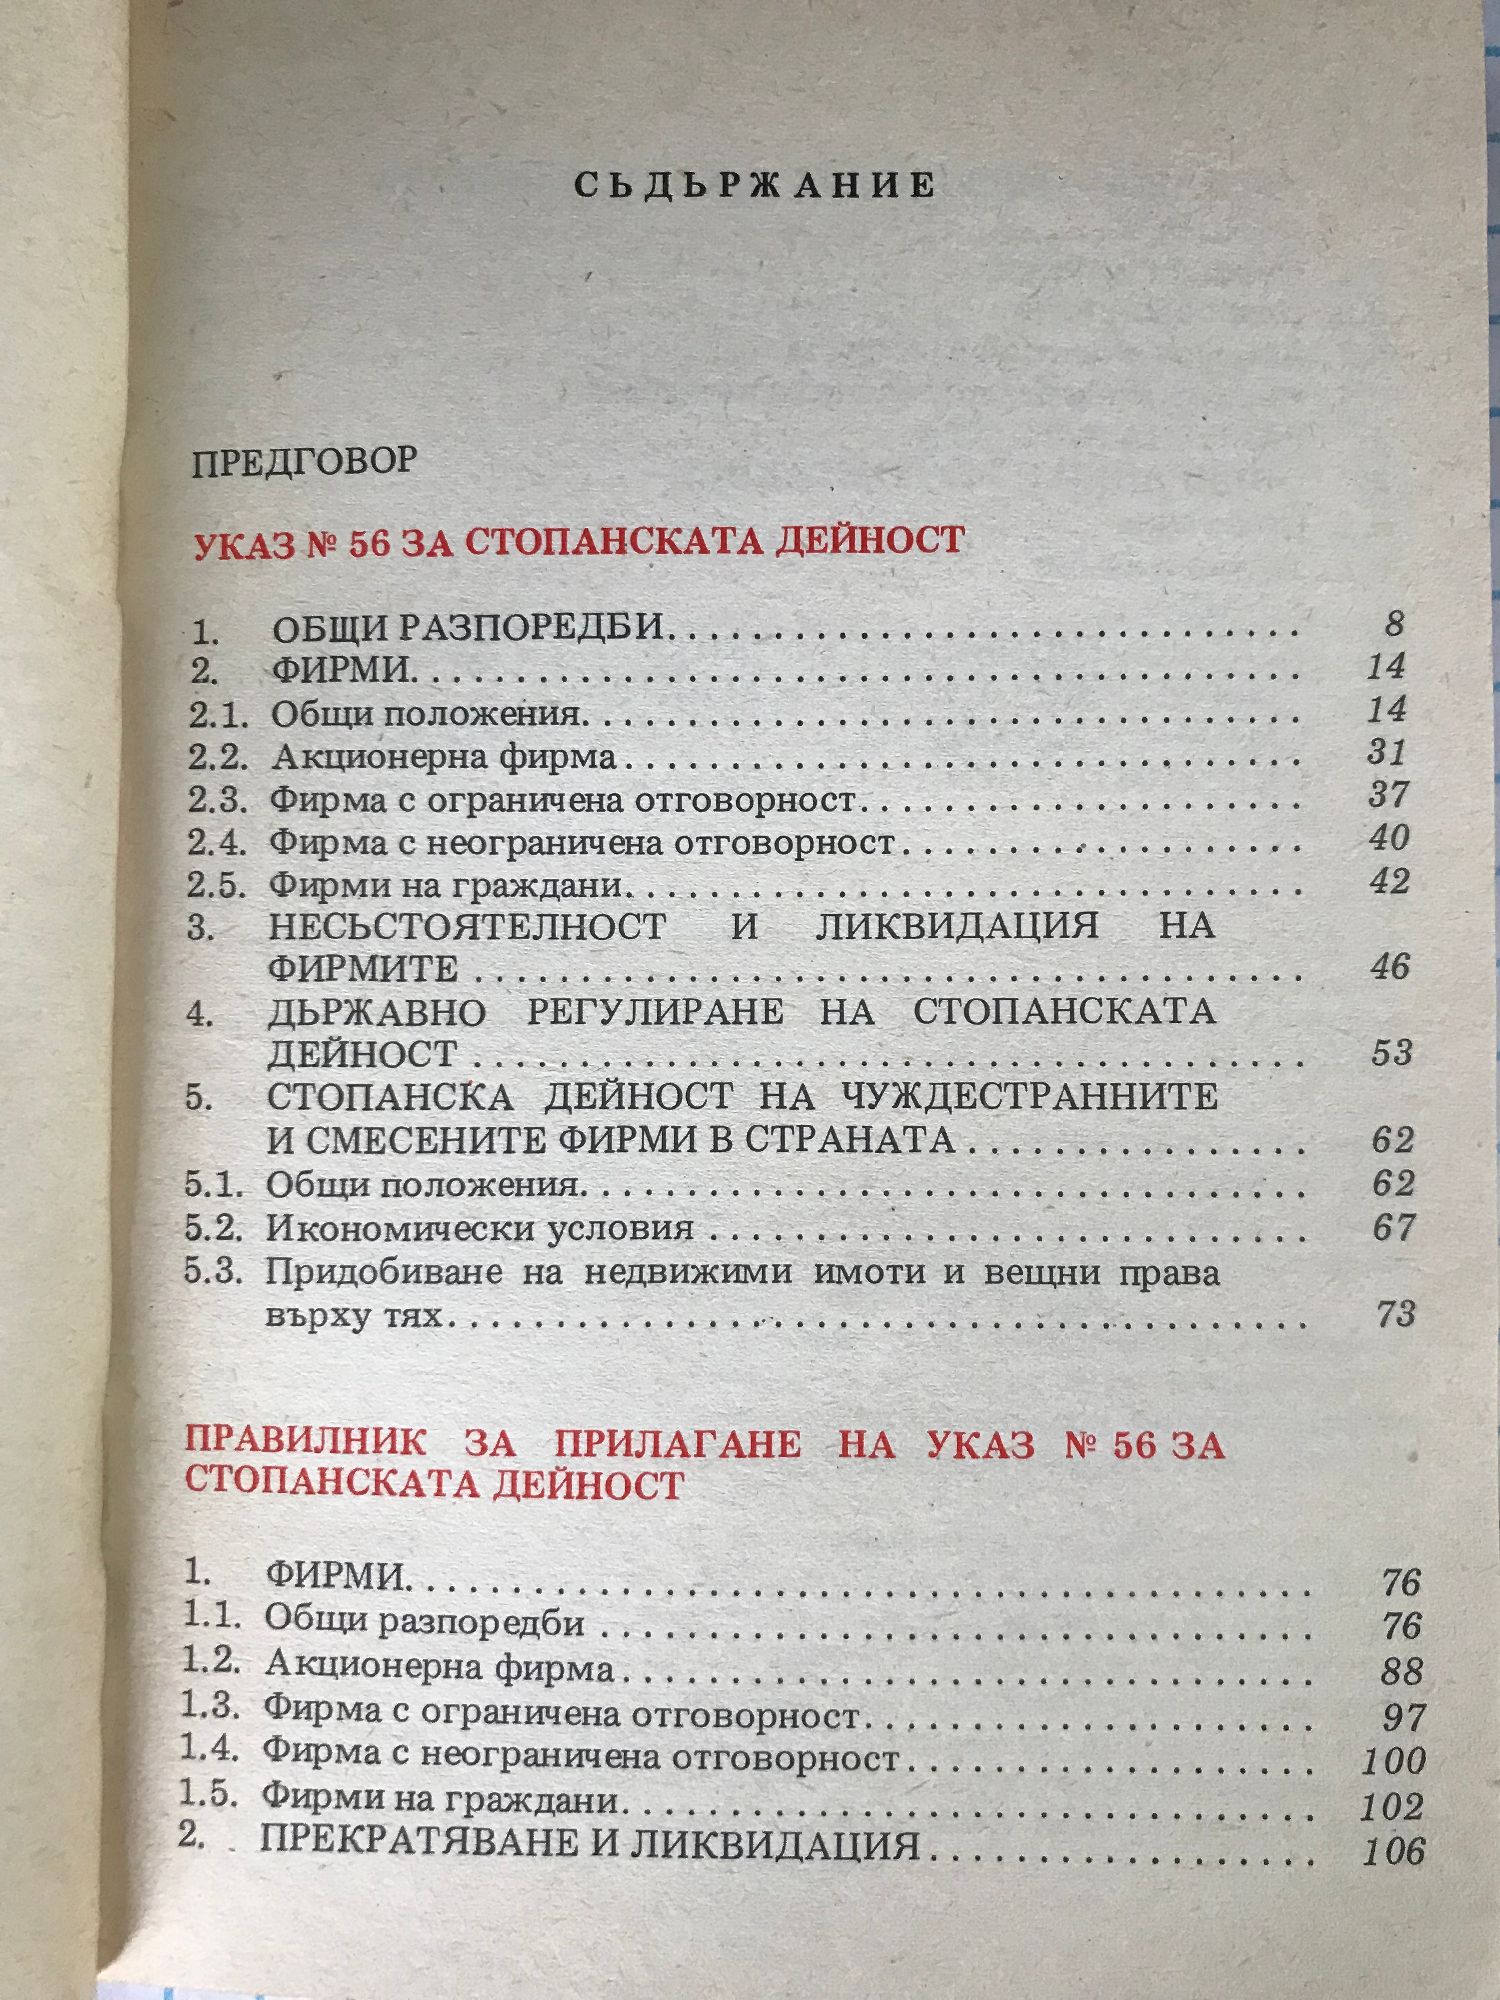 СЬДЬРЖАНИЕ
ПРЕДГОВОР
УКАЗ № 56 ЗА СТОПАНСКАТА ДЕЙНОСТ
1. ОБЩИ РАЗПОРЕДБИ.............................. 8
2. ФИРМИ.......................................... 14
2.1. Общи положения.................................. 14
2.2. Акционерна фирма................................ 31
2.3. Фирма с ограничена отговорност..................... 37
2.4. Фирма с неограничена отговорност................... 40
2.5. Фирми на граждани................................ 42
3. НЕСЬСТОЯТЕЛНОСТ И ЛИКВИДАЦИЯ НА
ФИРМИТЕ....................................... 46
4. ДЬРЖАВНО РЕГУЛИРАНЕ НА СТОПАНСКАТА
ДЕЙНОСТ....................................... 53
5. СТОПАНСКА ДЕЙНОСТ НА ЧУЖДЕСТРАННИТЕ
И СМЕСЕНИТЕ ФИРМИ В СТРАНАТА................ 62
5.1. Общи положения.................................. 62
5.2. Икономически условия............................ 67
5.3. Придобиване на недвижими имоти и вещни права
върху тях........................................ 73
ПРАВИЛНИК ЗА ПРИЛАГАНЕ НА УКАЗ № 56 ЗА
СТОПАНСКАТА ДЕЙНОСТ
1. ФИРМИ.......................................... 76
1.1. Общи разпоредби................................. 76
1.2. Акционерна фирма................................ 88
1.3. Фирма с ограничена отговорност..................... 97
1.4. Фирма с неограничена отговорност................... 100
1.5. Фирми на граждани................................ 102
2. ПРЕКРАТЯВАНЕ И ЛИКВИДАЦИЯ.................. 106